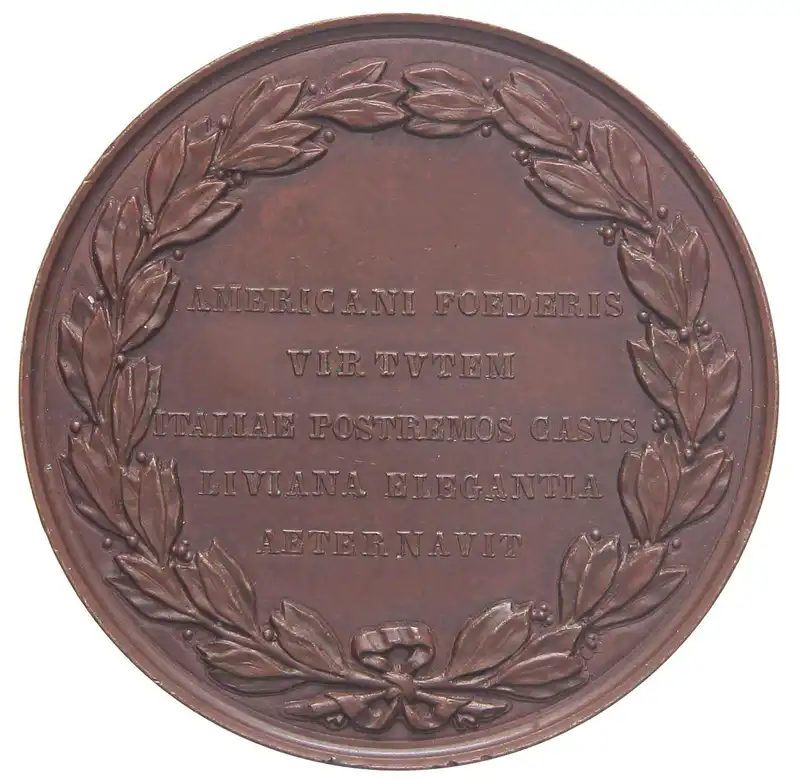 AMERICANI FOEDERIS
VIRTVTEM
ITALIAE POSTREMOS CASVS
LIVIANA ELEGANTIA
AETERNAVIT